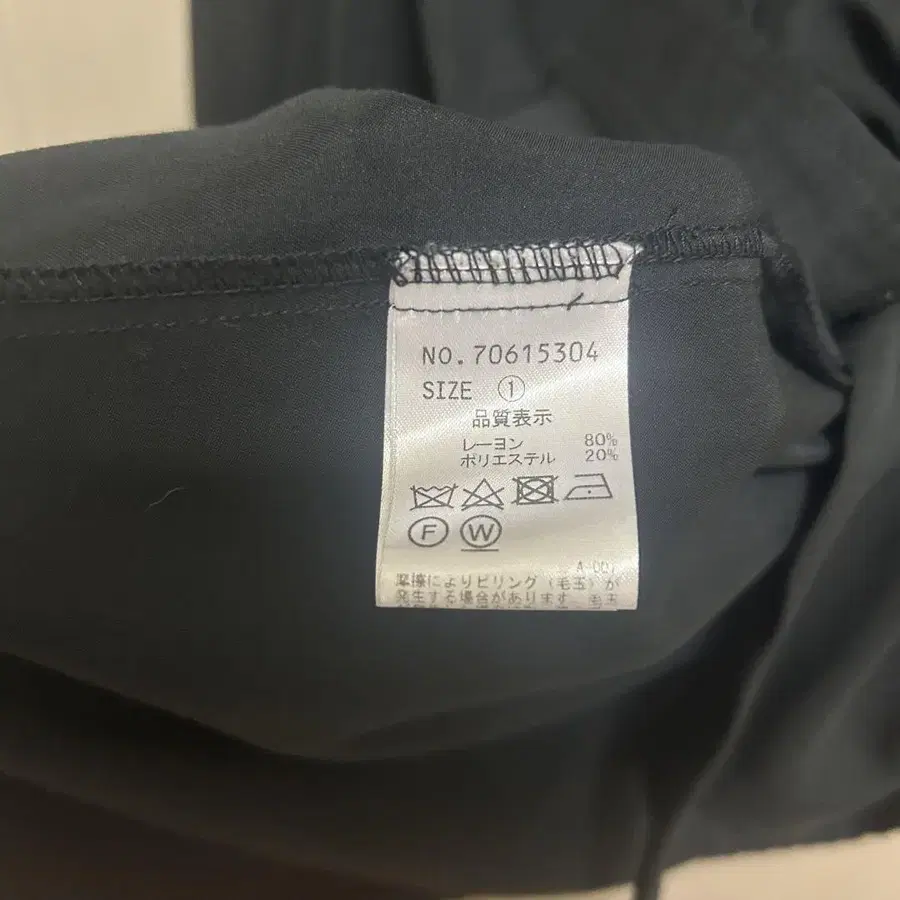 NO.70615304
SIZE ①
品質表示
レーヨン 80%
ポリエステル 20%
F W
摩擦によりピリング（毛玉）が
発生する場合があります 毛玉